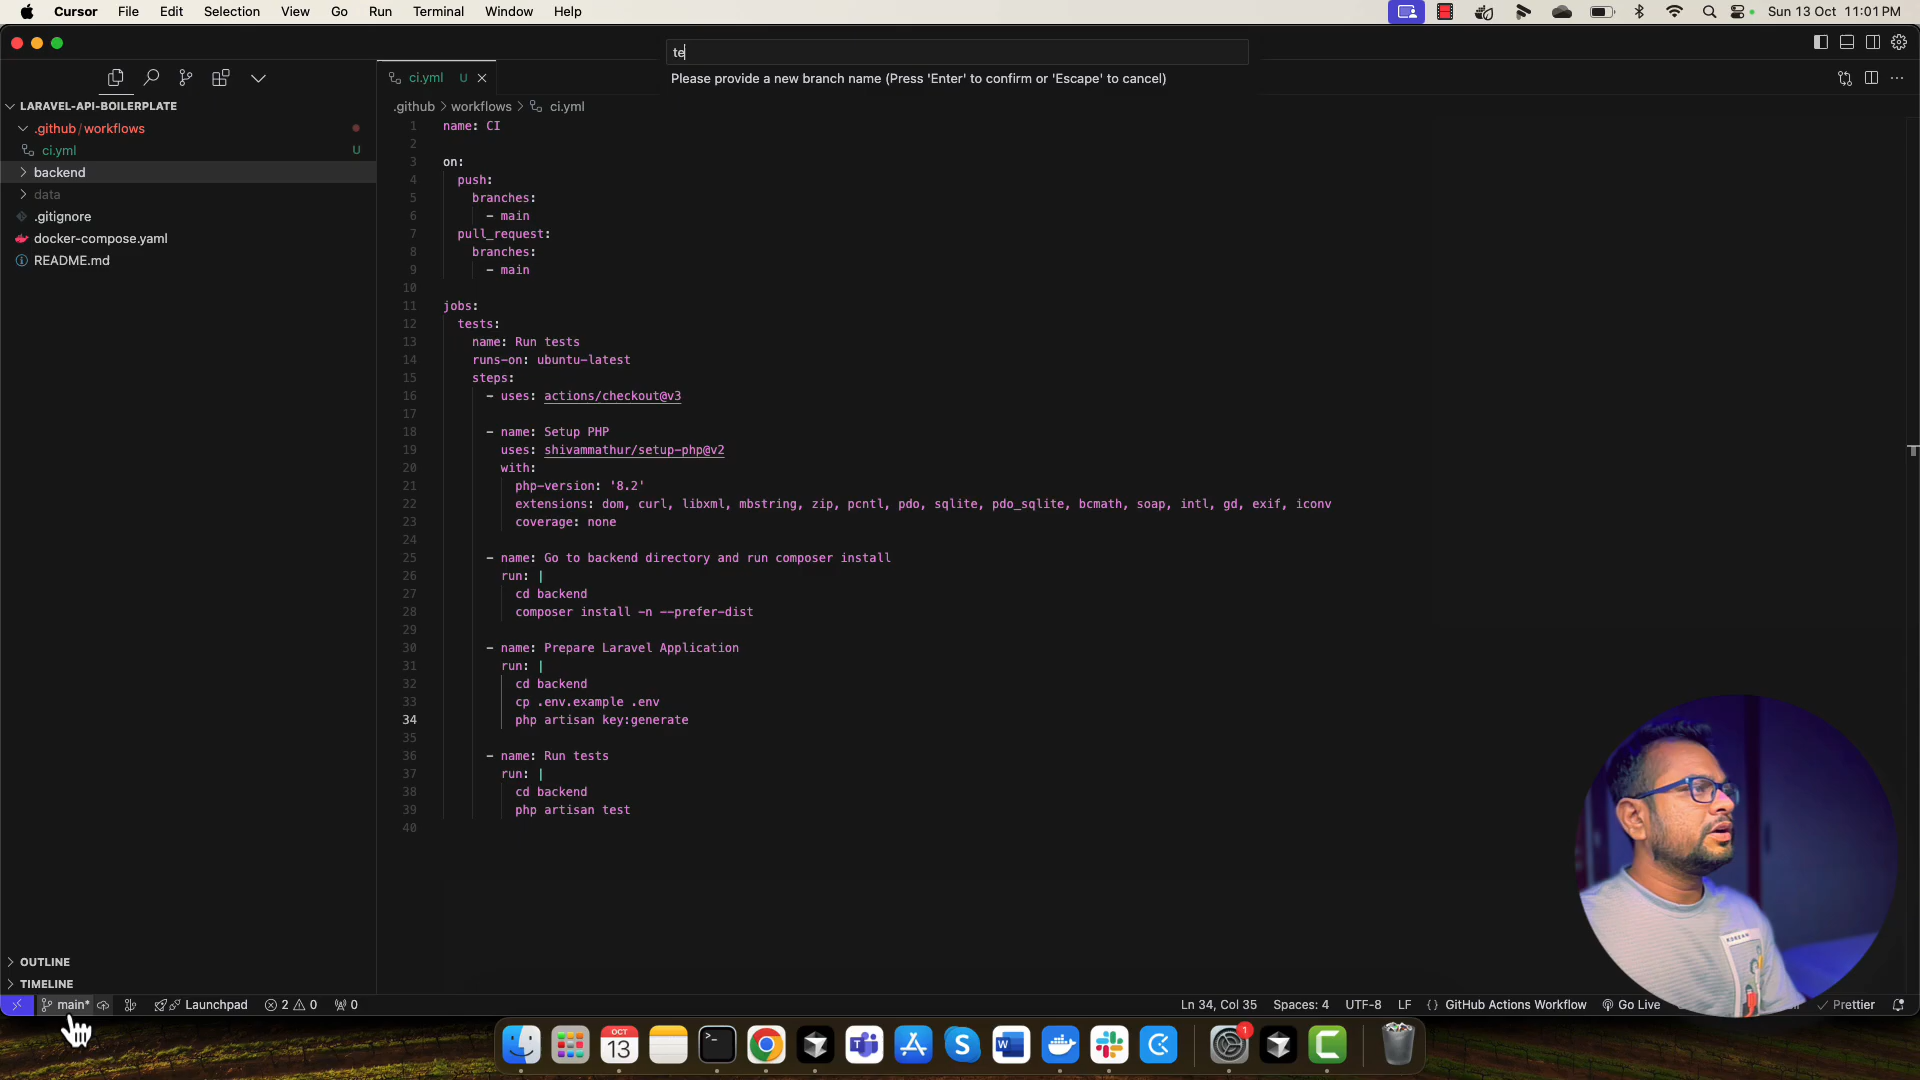 Cursor File Edit Selection View Go Run Terminal Window Help
Sun 13 Oct 11:01 PM
te
Please provide a new branch name (Press 'Enter' to confirm or 'Escape' to cancel)
LARAVEL-API-BOILERPLATE
.github / workflows
ci.yml U
backend
data
.gitignore
docker-compose.yaml
README.md
OUTLINE
TIMELINE
ci.yml U
.github > workflows > ci.yml
1 name: CI
2
3 on:
4 push:
5 branches:
6 - main
7 pull_request:
8 branches:
9 - main
10
11 jobs:
12 tests:
13 name: Run tests
14 runs-on: ubuntu-latest
15 steps:
16 - uses: actions/checkout@v3
17
18 - name: Setup PHP
19 uses: shivammathur/setup-php@v2
20 with:
21 php-version: '8.2'
22 extensions: dom, curl, libxml, mbstring, zip, pcntl, pdo, sqlite, pdo_sqlite, bcmath, soap, intl, gd, exif, iconv
23 coverage: none
24
25 - name: Go to backend directory and run composer install
26 run: |
27 cd backend
28 composer install -n --prefer-dist
29
30 - name: Prepare Laravel Application
31 run: |
32 cd backend
33 cp .env.example .env
34 php artisan key:generate
35
36 - name: Run tests
37 run: |
38 cd backend
39 php artisan test
40
main* Launchpad 2 0 0
Ln 34, Col 35 Spaces: 4 UTF-8 LF {} GitHub Actions Workflow Go Live Prettier
OCT
13
1